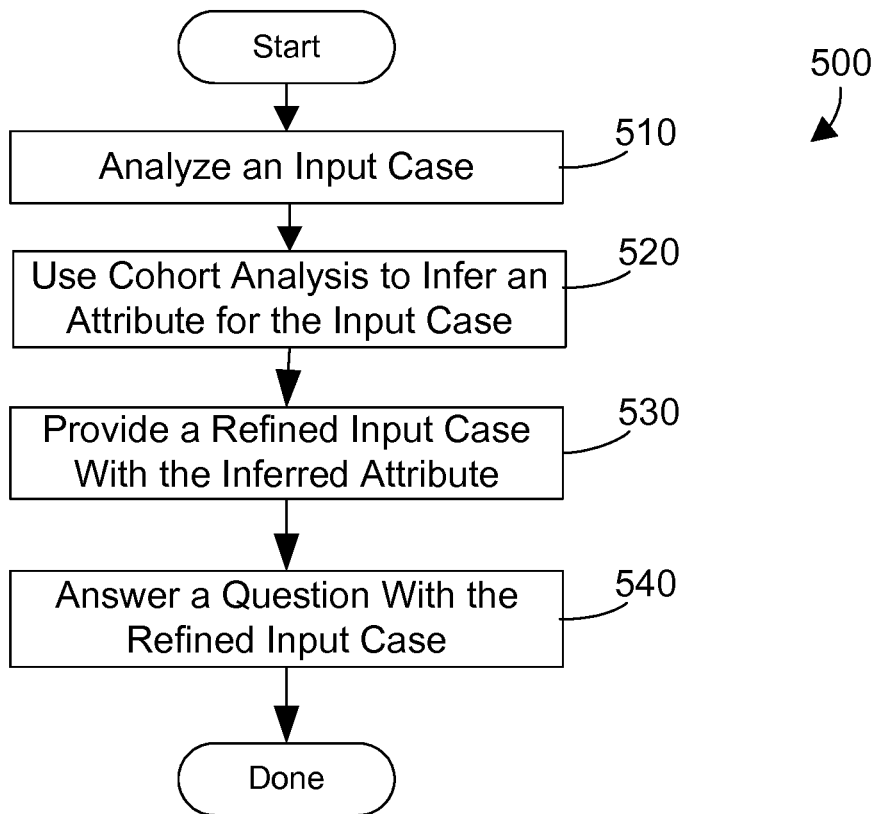 Start
500
510
Analyze an Input Case
520
Use Cohort Analysis to Infer an
Attribute for the Input Case
530
Provide a Refined Input Case
With the Inferred Attribute
540
Answer a Question With the
Refined Input Case
Done